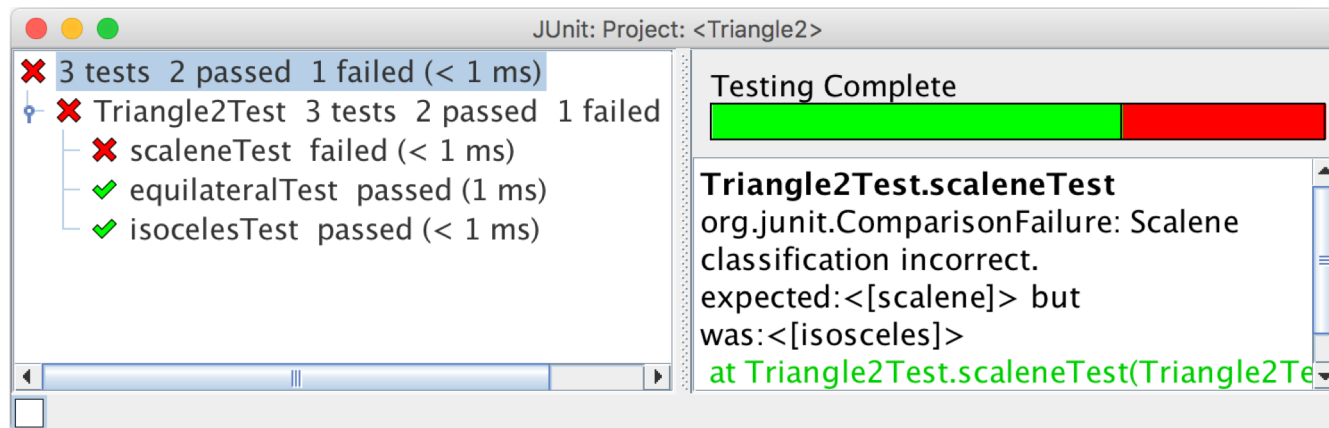 JUnit: Project: <Triangle2>
3 tests 2 passed 1 failed (< 1 ms)
Triangle2Test 3 tests 2 passed 1 failed
scaleneTest failed (< 1 ms)
equilateralTest passed (1 ms)
isocelesTest passed (< 1 ms)
Testing Complete
Triangle2Test.scaleneTest
org.junit.ComparisonFailure: Scalene
classification incorrect.
expected:<[scalene]> but
was:<[isosceles]>
at Triangle2Test.scaleneTest(Triangle2Te